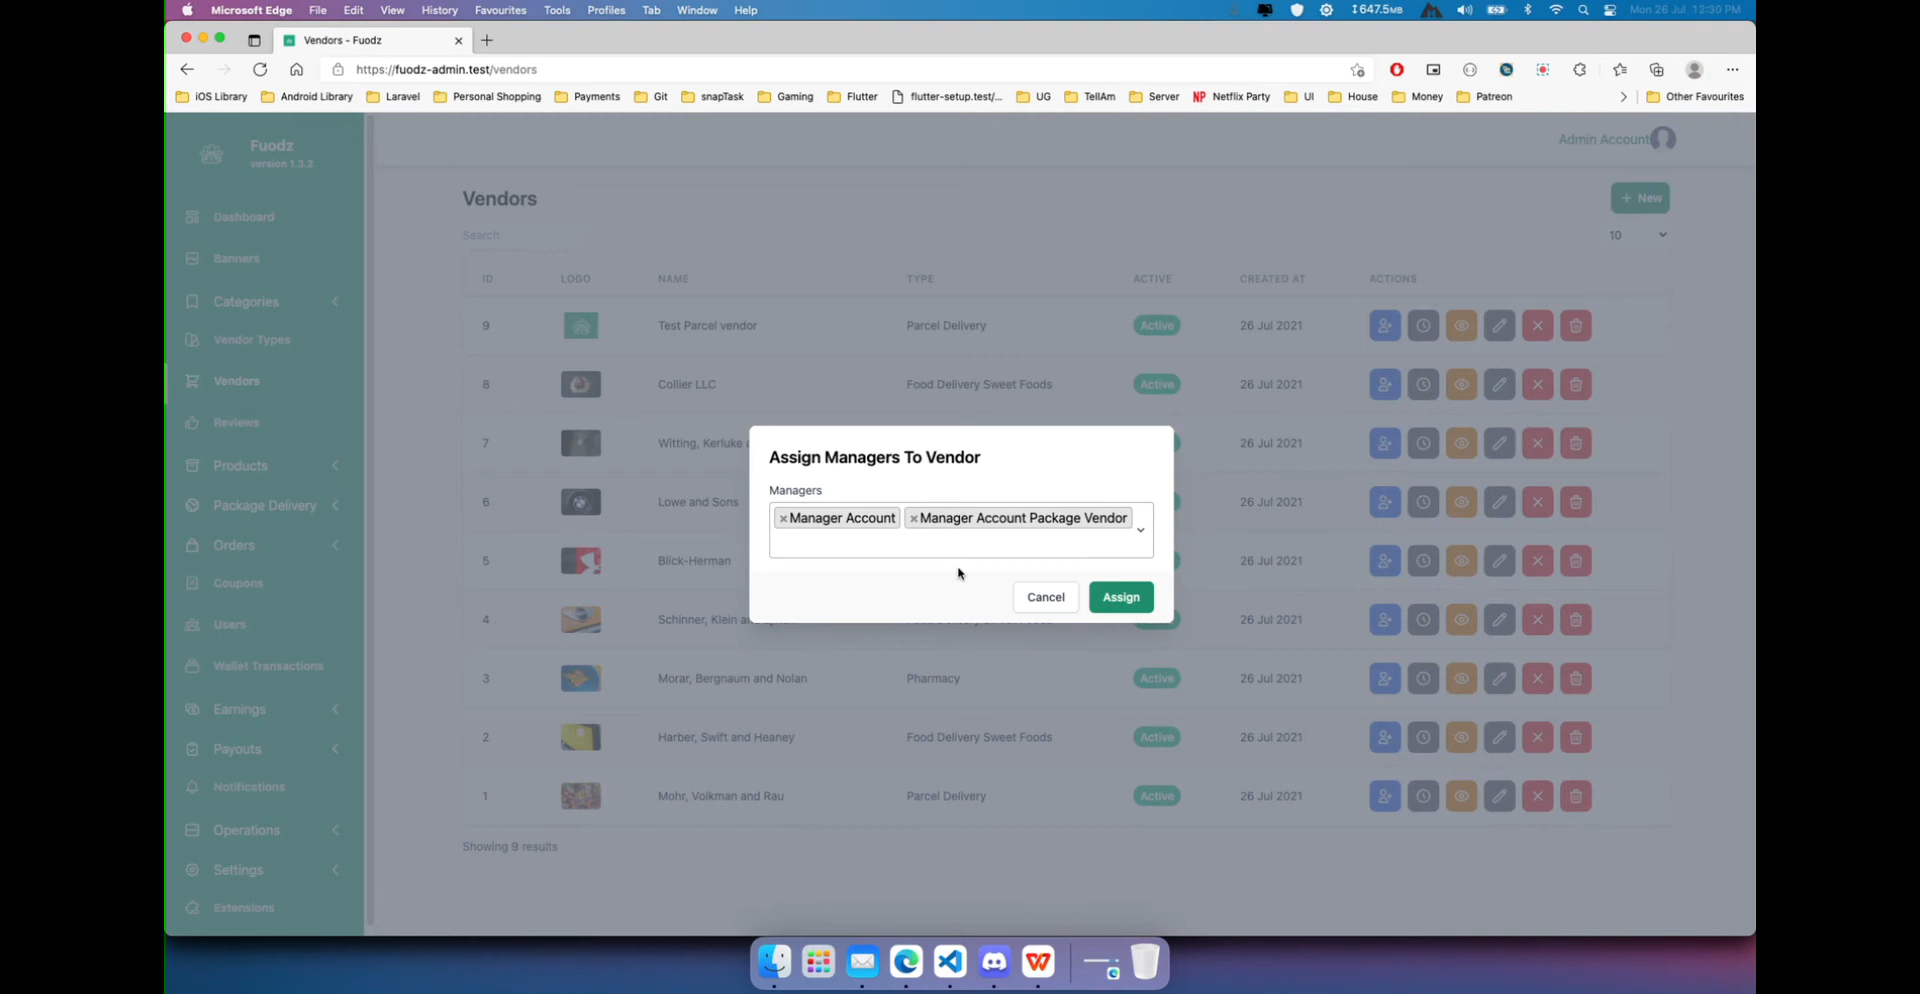 Microsoft Edge File Edit View History Favourites Tools Profiles Tab Window Help
647.5MB Mon 26 Jul 12:30 PM
Vendors - Fuodz
https://fuodz-admin.test/vendors
iOS Library Android Library Laravel Personal Shopping Payments Git snapTask Gaming Flutter flutter-setup.test/... UG TellAm Server NP Netflix Party UI House Money Patreon Other Favourites
Fuodz
version 1.3.2
Admin Account
Dashboard
Banners
Categories
Vendor Types
Vendors
Reviews
Products
Package Delivery
Orders
Coupons
Users
Wallet Transactions
Earnings
Payouts
Notifications
Operations
Settings
Extensions
Vendors
+ New
Search
10
ID LOGO NAME TYPE ACTIVE CREATED AT ACTIONS
9 Test Parcel vendor Parcel Delivery Active 26 Jul 2021
8 Collier LLC Food Delivery Sweet Foods Active 26 Jul 2021
7 Witting, Kerluke 26 Jul 2021
6 Lowe and Sons 26 Jul 2021
5 Blick-Herman 26 Jul 2021
4 Schinner, Klein 26 Jul 2021
3 Morar, Bergnaum and Nolan Pharmacy Active 26 Jul 2021
2 Harber, Swift and Heaney Food Delivery Sweet Foods Active 26 Jul 2021
1 Mohr, Volkman and Rau Parcel Delivery Active 26 Jul 2021
Showing 9 results
Assign Managers To Vendor
Managers
×Manager Account ×Manager Account Package Vendor
Cancel Assign